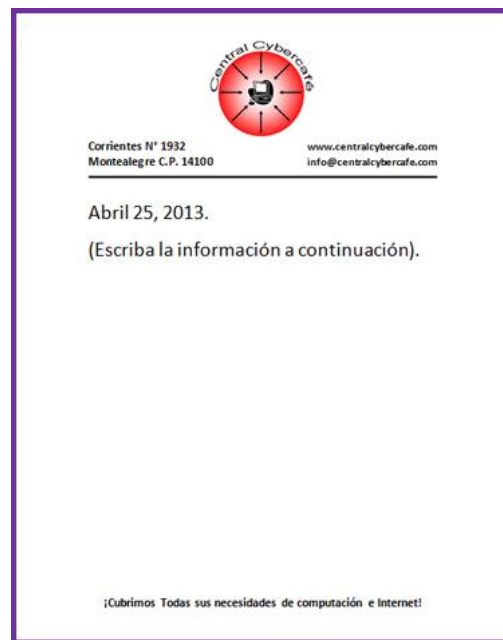 Central Cybercafé
Corrientes N° 1932
www.centralcybercafe.com
Montealegre C.P. 14100
info@centralcybercafe.com
Abril 25, 2013.
(Escriba la información a continuación).
¡Cubrimos Todas sus necesidades de computación e Internet!